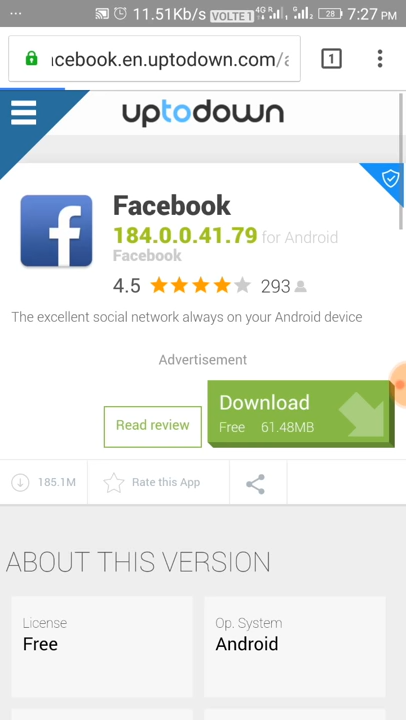 ... 11.51Kb/s VOLTE 1 4G R 28 7:27 PM
acebook.en.uptodown.com/a
1
uptodown
Facebook
184.0.0.41.79 for Android
Facebook
4.5 293
The excellent social network always on your Android device
Advertisement
Download
Read review
Free 61.48MB
185.1M Rate this App
ABOUT THIS VERSION
License
Free
Op. System
Android